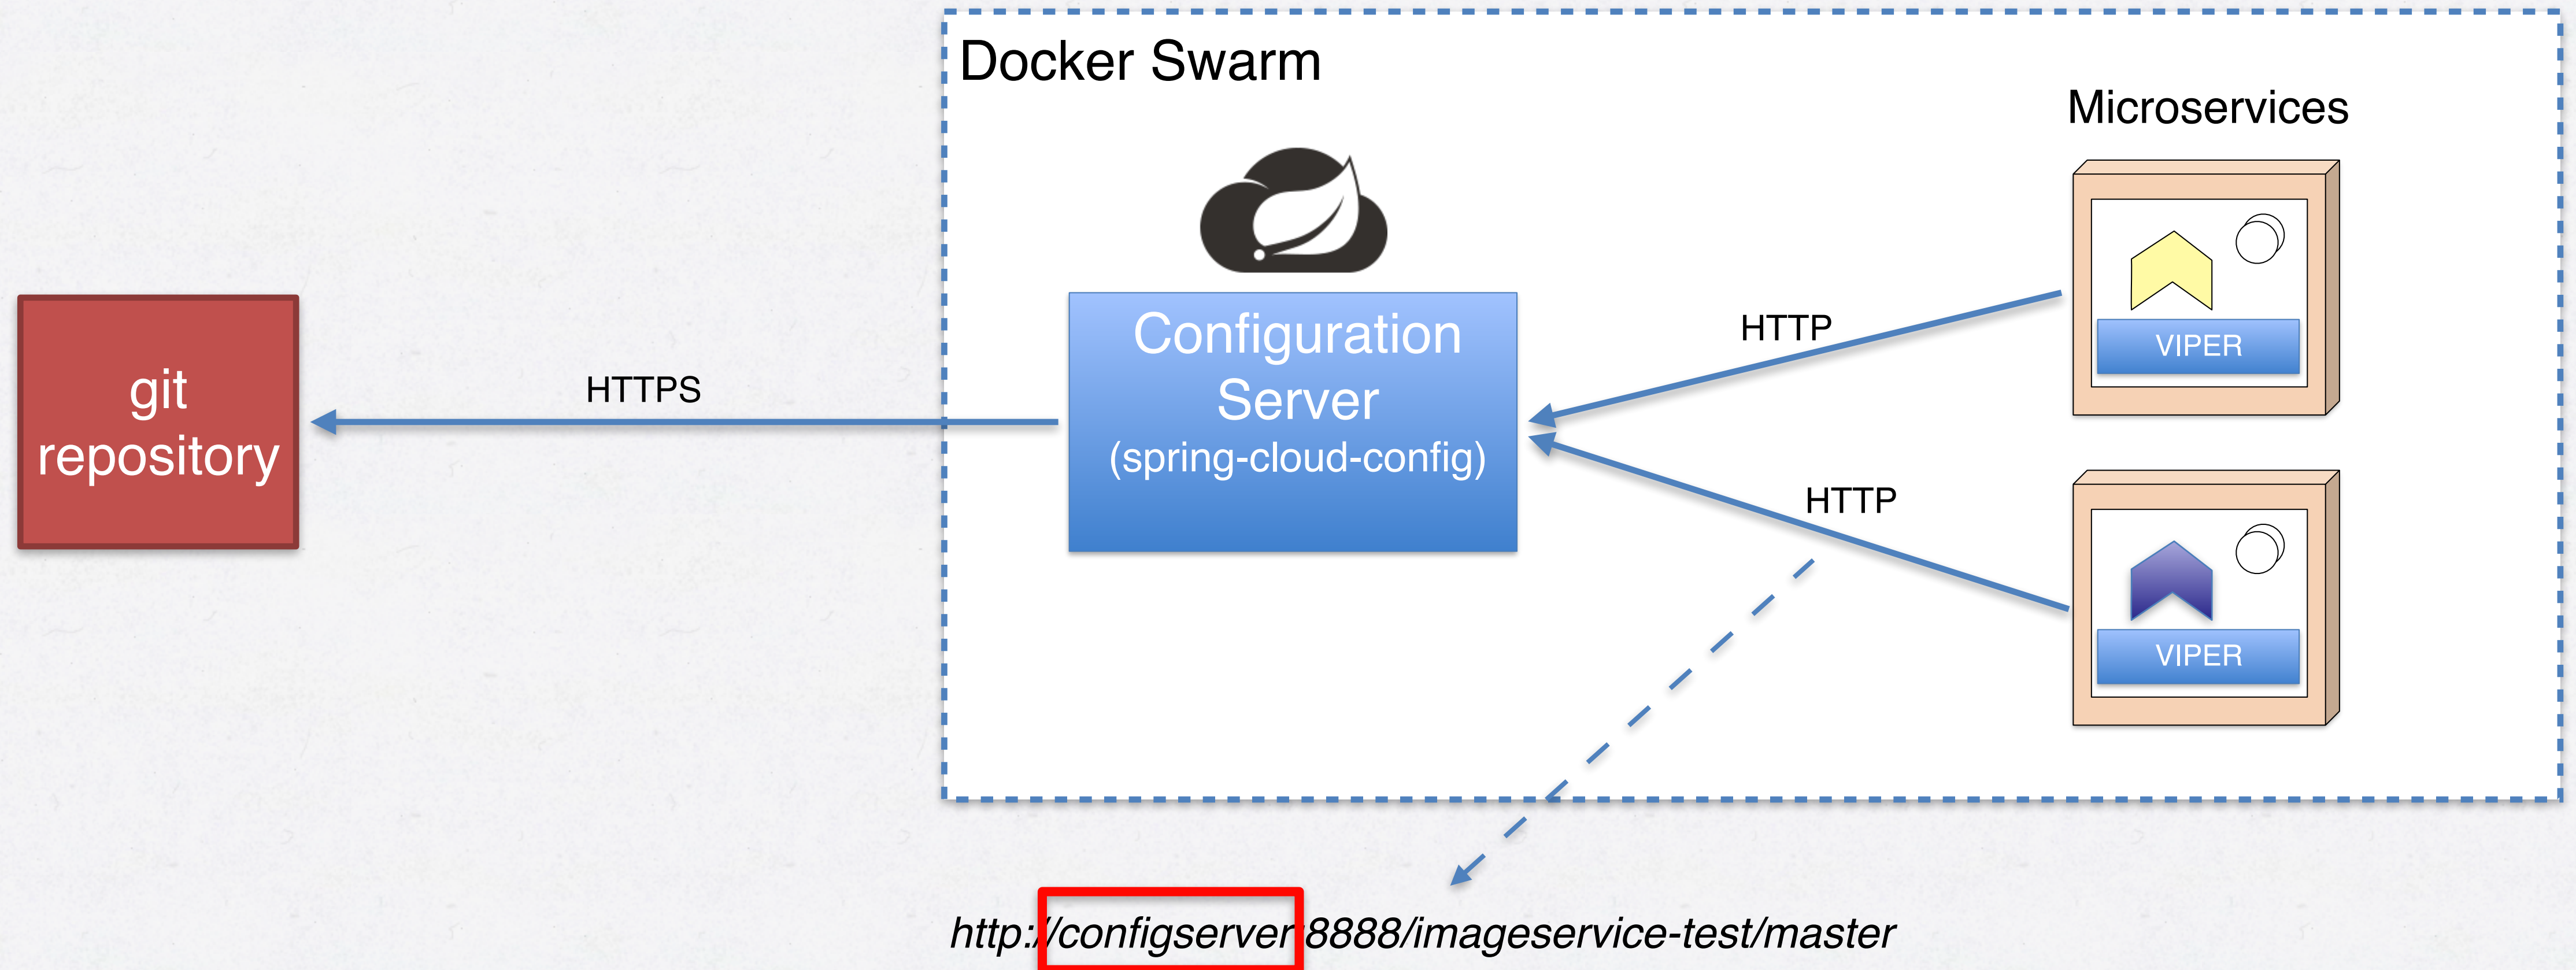 Docker Swarm
Microservices
git
repository
HTTPS
Configuration
Server
(spring-cloud-config)
HTTP
HTTP
VIPER
VIPER
http://configserver:8888/imageservice-test/master